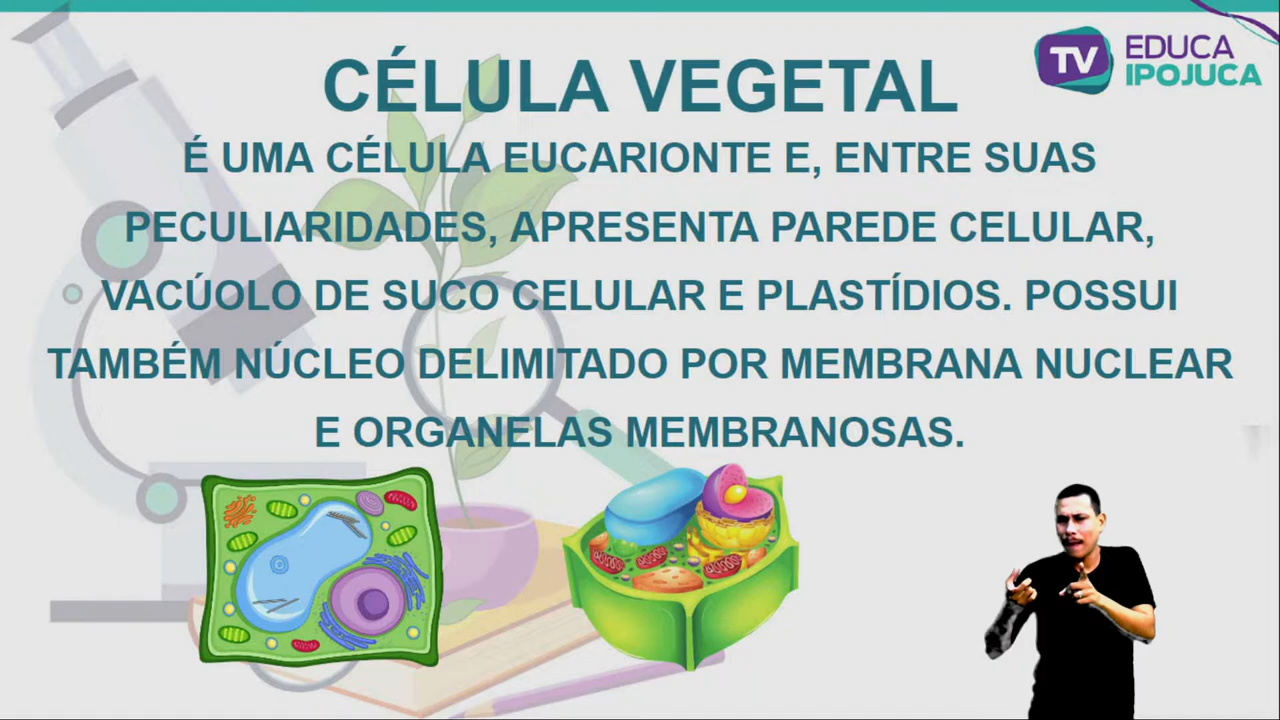 TV EDUCA
IPOJUCA
CÉLULA VEGETAL
É UMA CÉLULA EUCARIONTE E, ENTRE SUAS
PECULIARIDADES, APRESENTA PAREDE CELULAR,
VACÚOLO DE SUCO CELULAR E PLASTÍDIOS. POSSUI
TAMBÉM NÚCLEO DELIMITADO POR MEMBRANA NUCLEAR
E ORGANELAS MEMBRANOSAS.